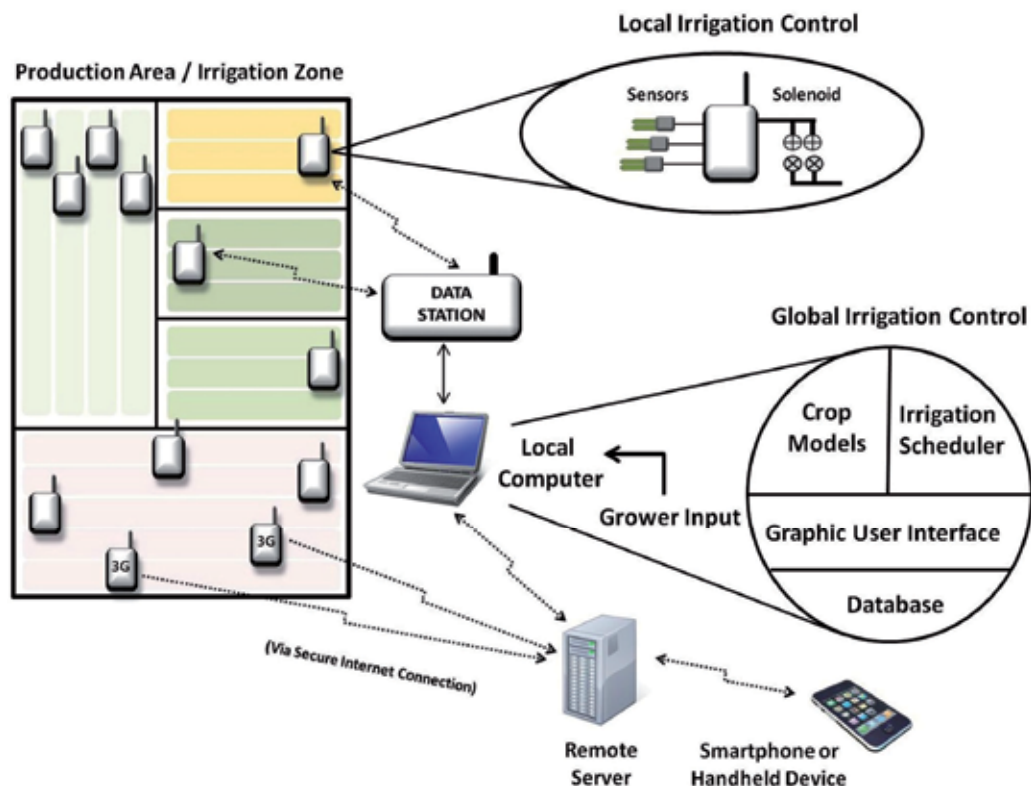 Local Irrigation Control
Production Area / Irrigation Zone
Sensors
Solenoid
DATA
STATION
Global Irrigation Control
Crop
Models
Irrigation
Scheduler
Local
Computer
Grower Input
Graphic User Interface
Database
3G
3G
(Via Secure Internet Connection)
Remote
Server
Smartphone or
Handheld Device